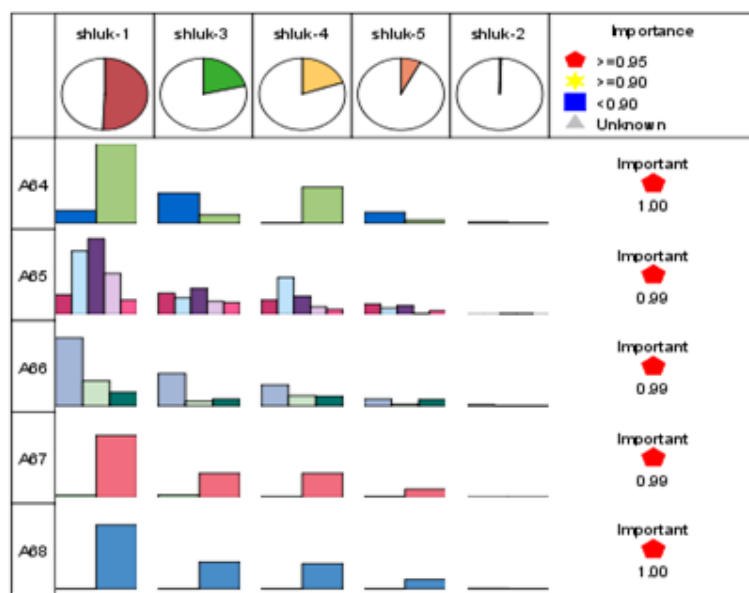 shluk-1 shluk-3 shluk-4 shluk-5 shluk-2 Importance
>=0.95
>=0.90
<0.90
Unknown
A64 Important
1.00
A65 Important
0.99
A66 Important
0.99
A67 Important
0.99
A68 Important
1.00